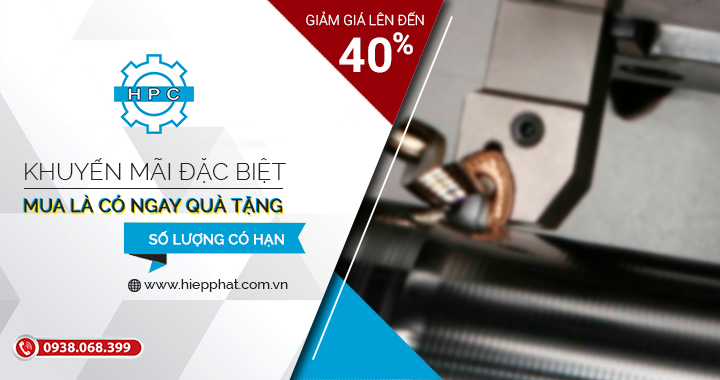 GIẢM GIÁ LÊN ĐẾN
40%
HPC
KHUYẾN MÃI ĐẶC BIỆT
MUA LÀ CÓ NGAY QUÀ TẶNG
SỐ LƯỢNG CÓ HẠN
www.hiepphat.com.vn
0938.068.399